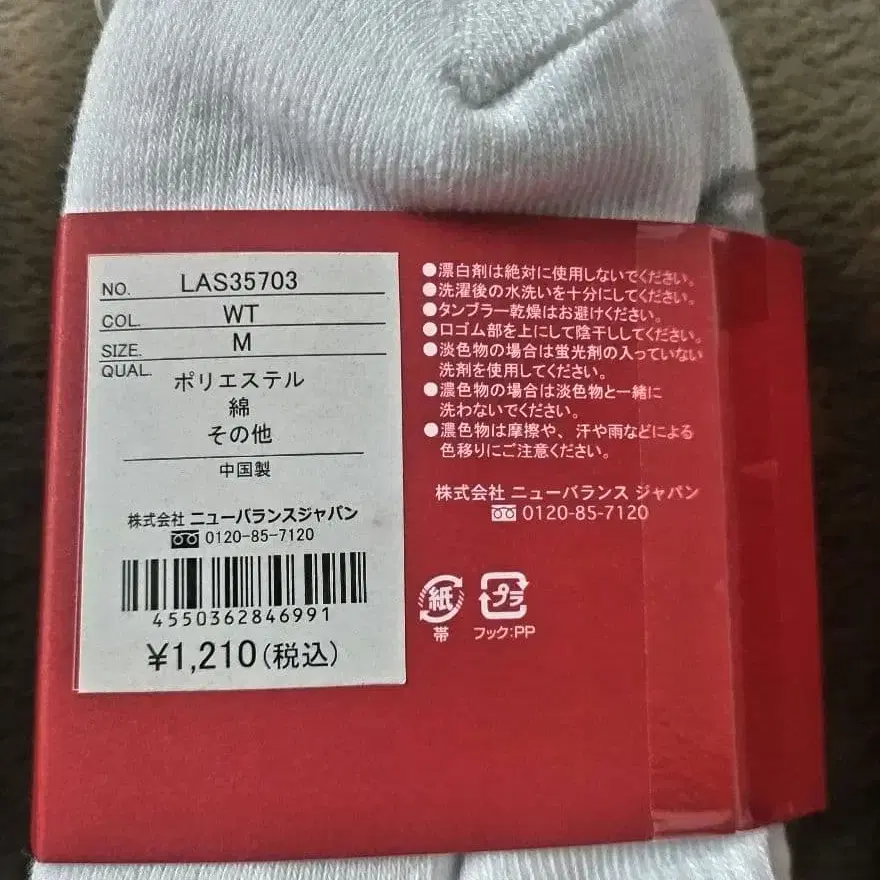 NO. LAS35703
COL. WT
SIZE. M
QUAL. ポリエステル
綿
その他
中国製
株式会社 ニューバランスジャパン
0120-85-7120
4550362846991
¥1,210(税込)
●漂白剤は絶対に使用しないでください。
●洗濯後の水洗いを十分にしてください。
●タンブラー乾燥はお避けください。
●口ゴム部を上にして陰干ししてください。
●淡色物の場合は蛍光剤の入っていない
洗剤を使用してください。
●濃色物の場合は淡色物と一緒に
洗わないでください。
●濃色物は摩擦や、汗や雨などによる
色移りにご注意ください。
株式会社 ニューバランス ジャパン
0120-85-7120
紙 プラ
帯 フック:PP